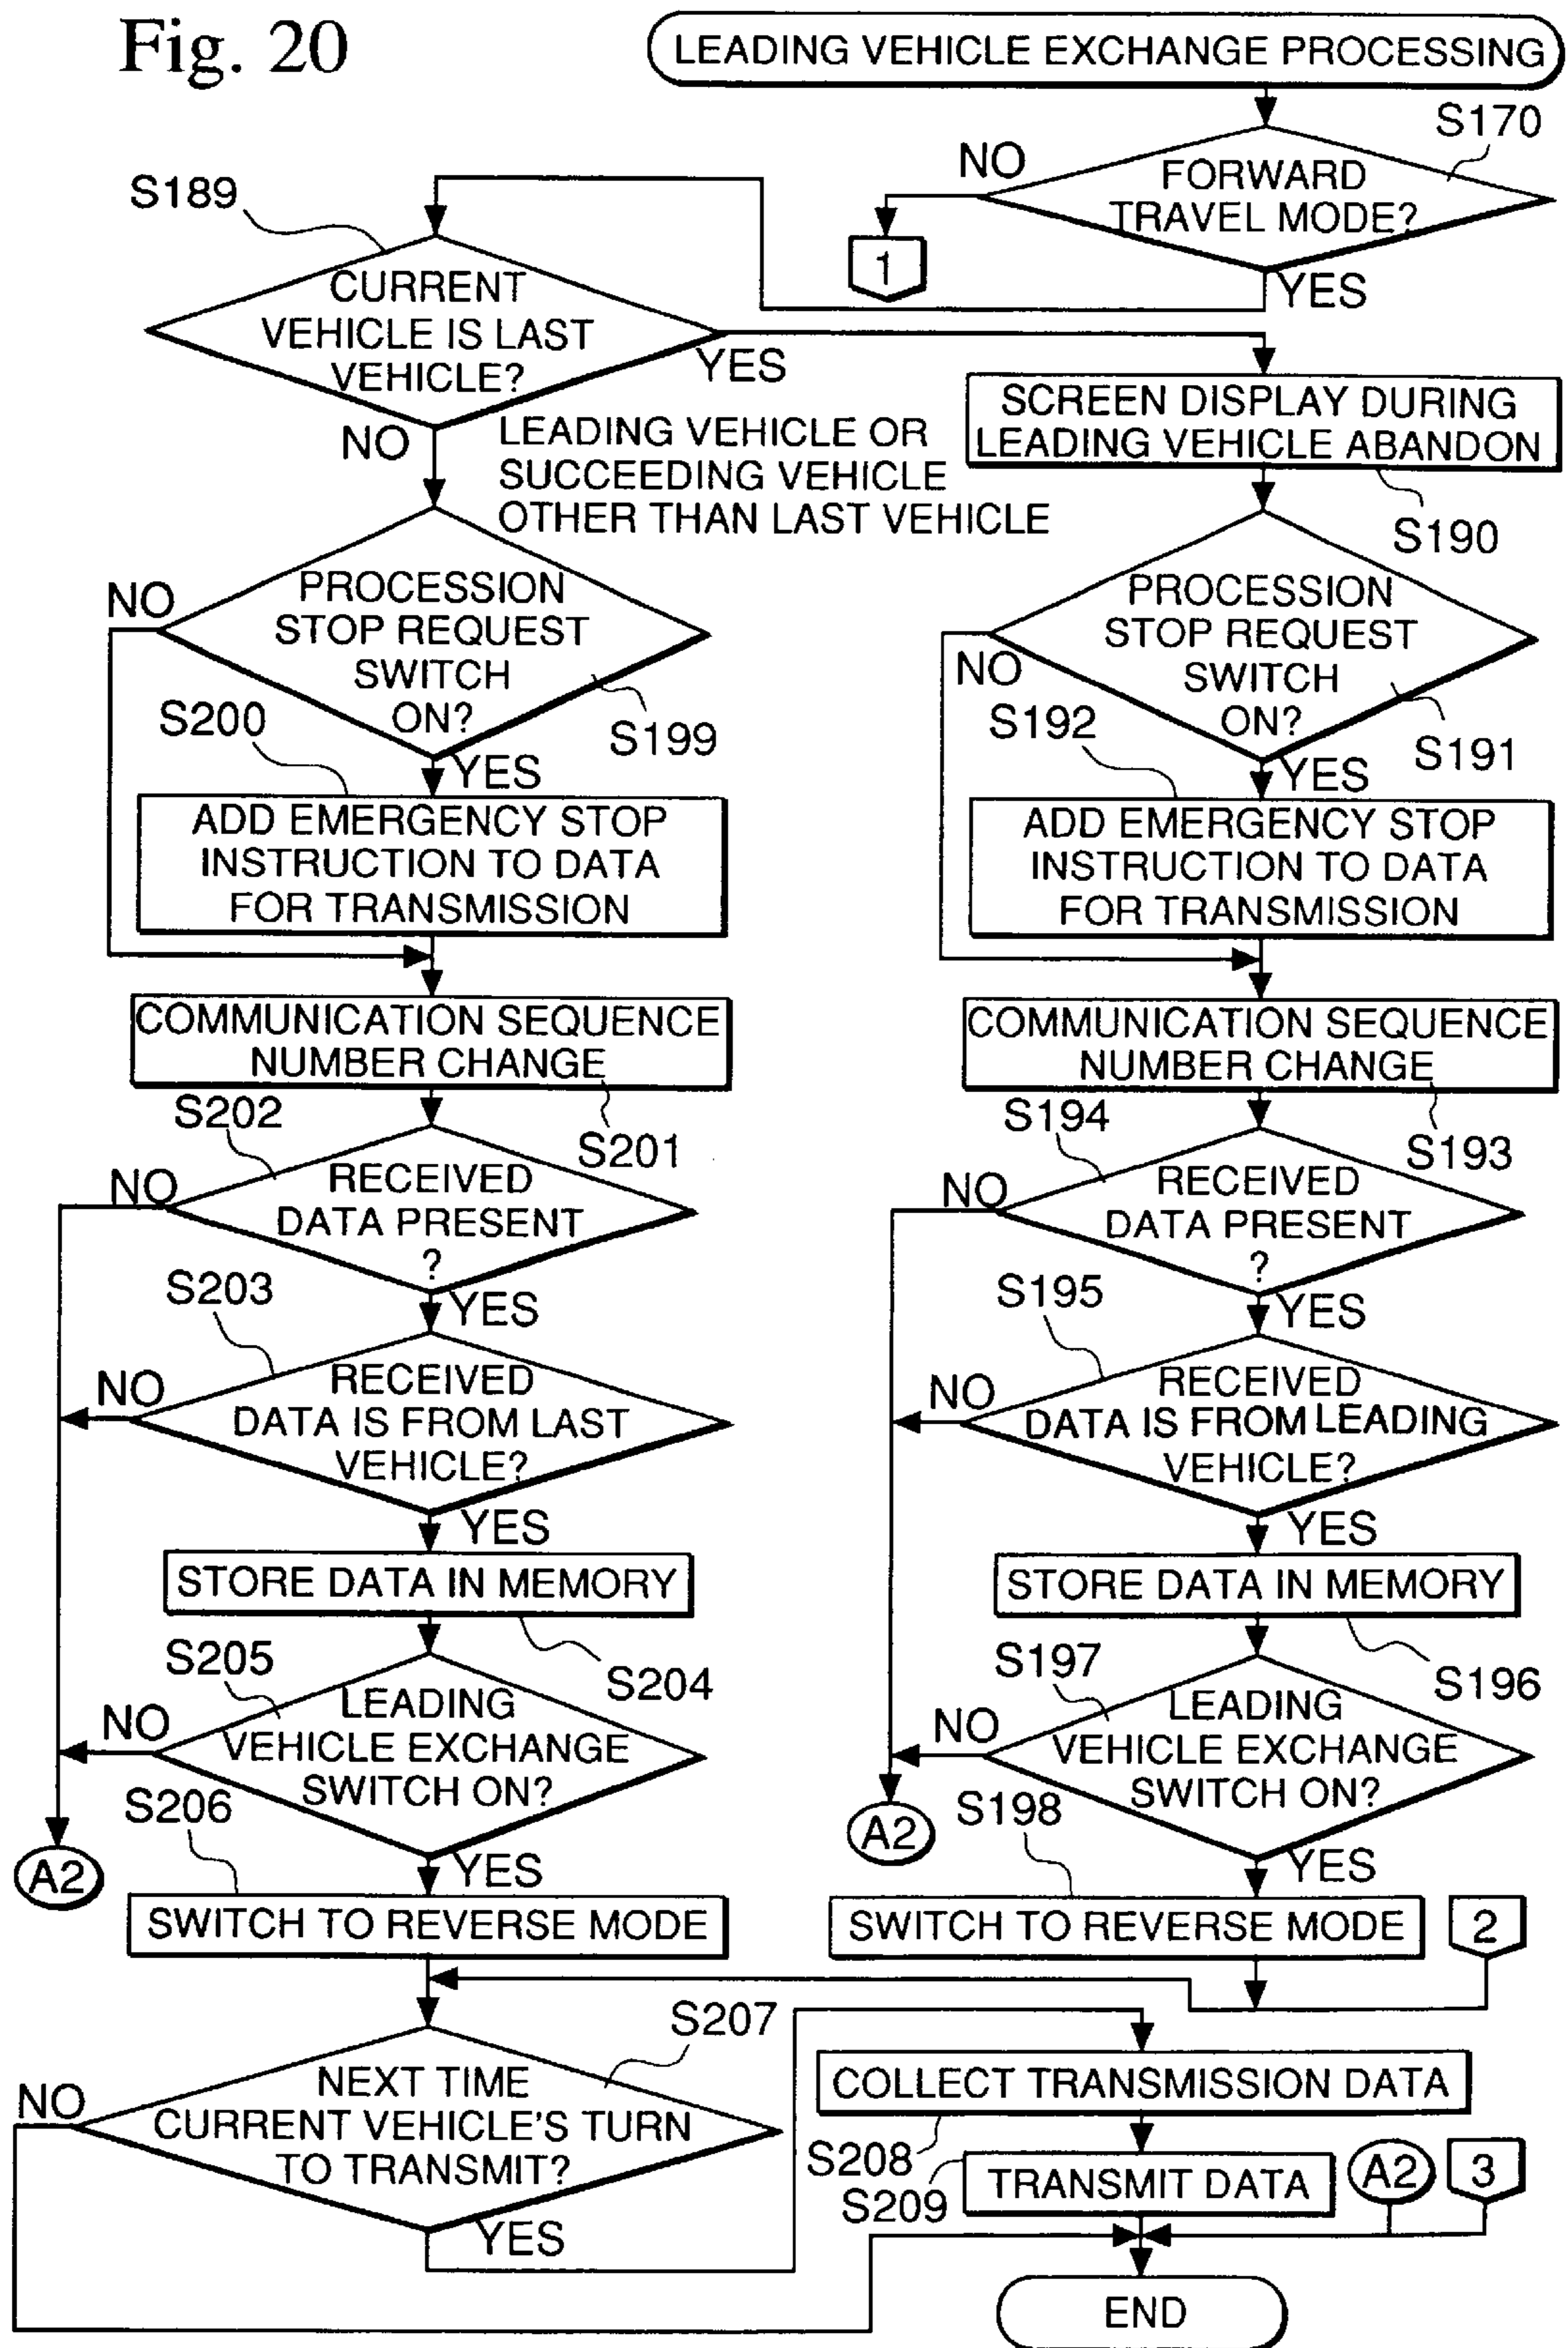 Fig. 20
LEADING VEHICLE EXCHANGE PROCESSING
S170
NO
FORWARD
TRAVEL MODE?
1
YES
S189
CURRENT
VEHICLE IS LAST
VEHICLE?
YES
NO
LEADING VEHICLE OR
SUCCEEDING VEHICLE
OTHER THAN LAST VEHICLE
SCREEN DISPLAY DURING
LEADING VEHICLE ABANDON
S190
NO
PROCESSION
STOP REQUEST
SWITCH
ON?
S199
S200
YES
ADD EMERGENCY STOP
INSTRUCTION TO DATA
FOR TRANSMISSION
COMMUNICATION SEQUENCE
NUMBER CHANGE
S201
S202
NO
RECEIVED
DATA PRESENT
?
YES
S203
NO
RECEIVED
DATA IS FROM LAST
VEHICLE?
YES
STORE DATA IN MEMORY
S204
S205
NO
LEADING
VEHICLE EXCHANGE
SWITCH ON?
S206
YES
A2
SWITCH TO REVERSE MODE
NO
PROCESSION
STOP REQUEST
SWITCH
ON?
S191
S192
YES
ADD EMERGENCY STOP
INSTRUCTION TO DATA
FOR TRANSMISSION
COMMUNICATION SEQUENCE
NUMBER CHANGE
S193
S194
NO
RECEIVED
DATA PRESENT
?
YES
S195
NO
RECEIVED
DATA IS FROM LEADING
VEHICLE?
YES
STORE DATA IN MEMORY
S196
S197
NO
LEADING
VEHICLE EXCHANGE
SWITCH ON?
A2
S198
YES
SWITCH TO REVERSE MODE
2
S207
NO
NEXT TIME
CURRENT VEHICLE'S TURN
TO TRANSMIT?
YES
COLLECT TRANSMISSION DATA
S208
S209
TRANSMIT DATA
A2
3
END